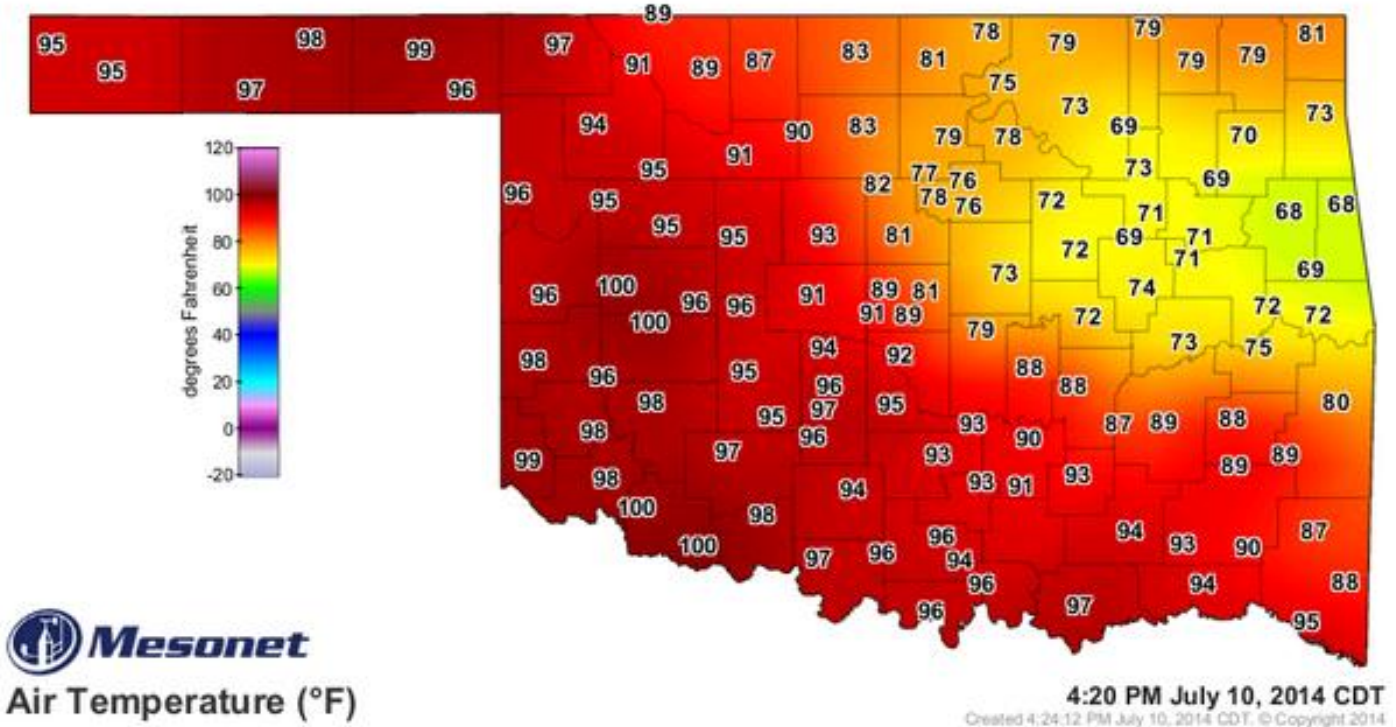 89
95 98 99 97 91 89 87 83 81 78 79 79 79 79 81
95 97 96 75 73 73
94 90 83 79 78 69 70
95 91 77 76 73 69
96 95 82 78 76 72 71 68 68
95 95 93 81 72 69 71 71 69
96 100 96 96 91 89 81 73 74
100 91 89 79 72 72 72
98 94 92 73 75
96 95 96 88 88
98 95 97 95 93 87 89 88 80
98 97 96 93 90 89 89
99 98 93 91 93
100 98 94
100 97 96 96 94 94 93 90 87
96 96 97 94 88
95
120
100
80
60
40
20
0
-20
degrees Fahrenheit
Mesonet
Air Temperature (°F)
4:20 PM July 10, 2014 CDT
Created 4:24:12 PM July 10, 2014 CDT. © Copyright 2014